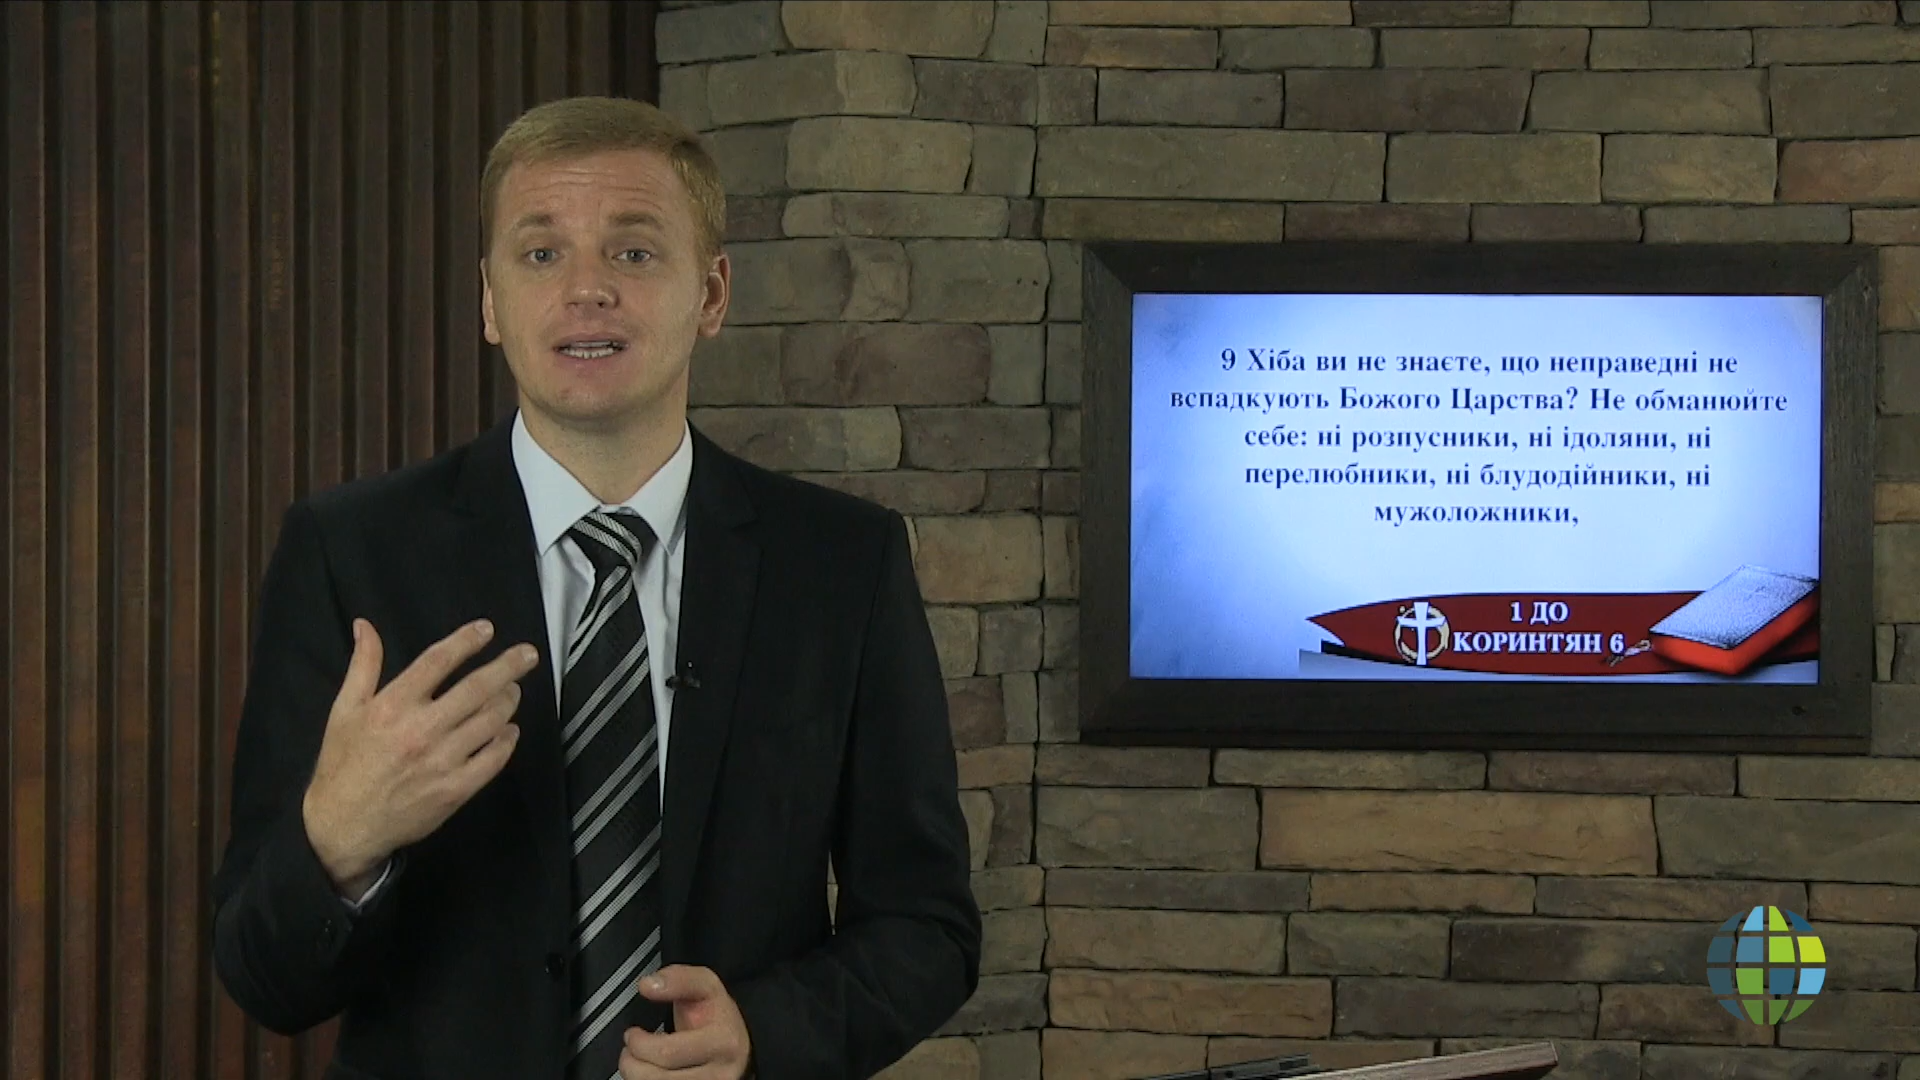 9 Хіба ви не знаєте, що неправедні не
вспадкують Божого Царства? Не обманюйте
себе: ні розпусники, ні ідоляни, ні
перелюбники, ні блудодійники, ні
мужоложники,
1 ДО
КОРИНТЯН 6